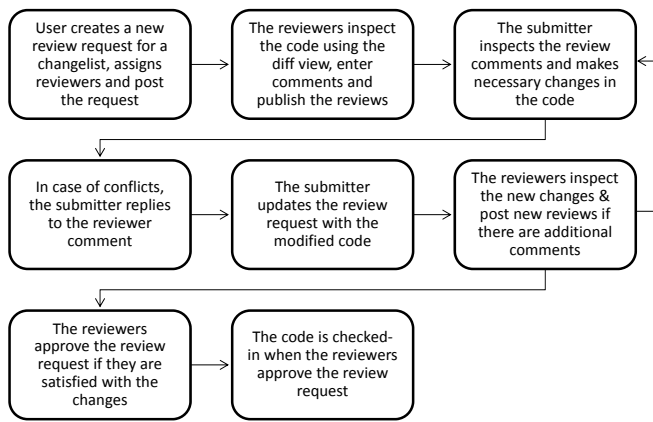 User creates a new
review request for a
changelist, assigns
reviewers and post
the request
The reviewers inspect
the code using the
diff view, enter
comments and
publish the reviews
The submitter
inspects the review
comments and makes
necessary changes in
the code
In case of conflicts,
the submitter replies
to the reviewer
comment
The submitter
updates the review
request with the
modified code
The reviewers inspect
the new changes &
post new reviews if
there are additional
comments
The reviewers
approve the review
request if they are
satisfied with the
changes
The code is checked-
in when the reviewers
approve the review
request